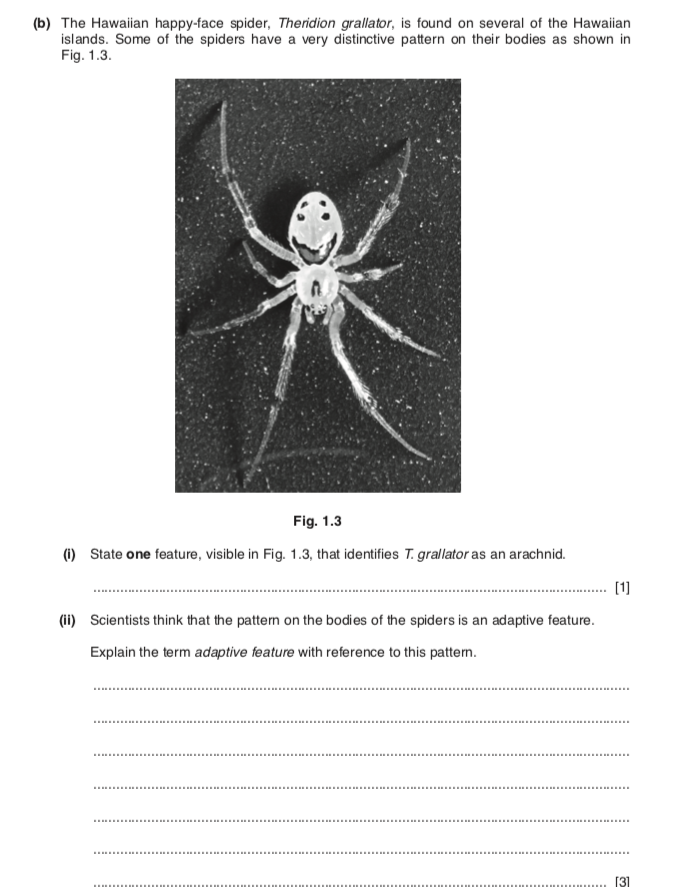 (b) The Hawaiian happy-face spider, Theridion grallator, is found on several of the Hawaiian
islands. Some of the spiders have a very distinctive pattern on their bodies as shown in
Fig. 1.3.
Fig. 1.3
(i) State one feature, visible in Fig. 1.3, that identifies T. grallator as an arachnid.
[1]
(ii) Scientists think that the pattern on the bodies of the spiders is an adaptive feature.
Explain the term adaptive feature with reference to this pattern.
[3]